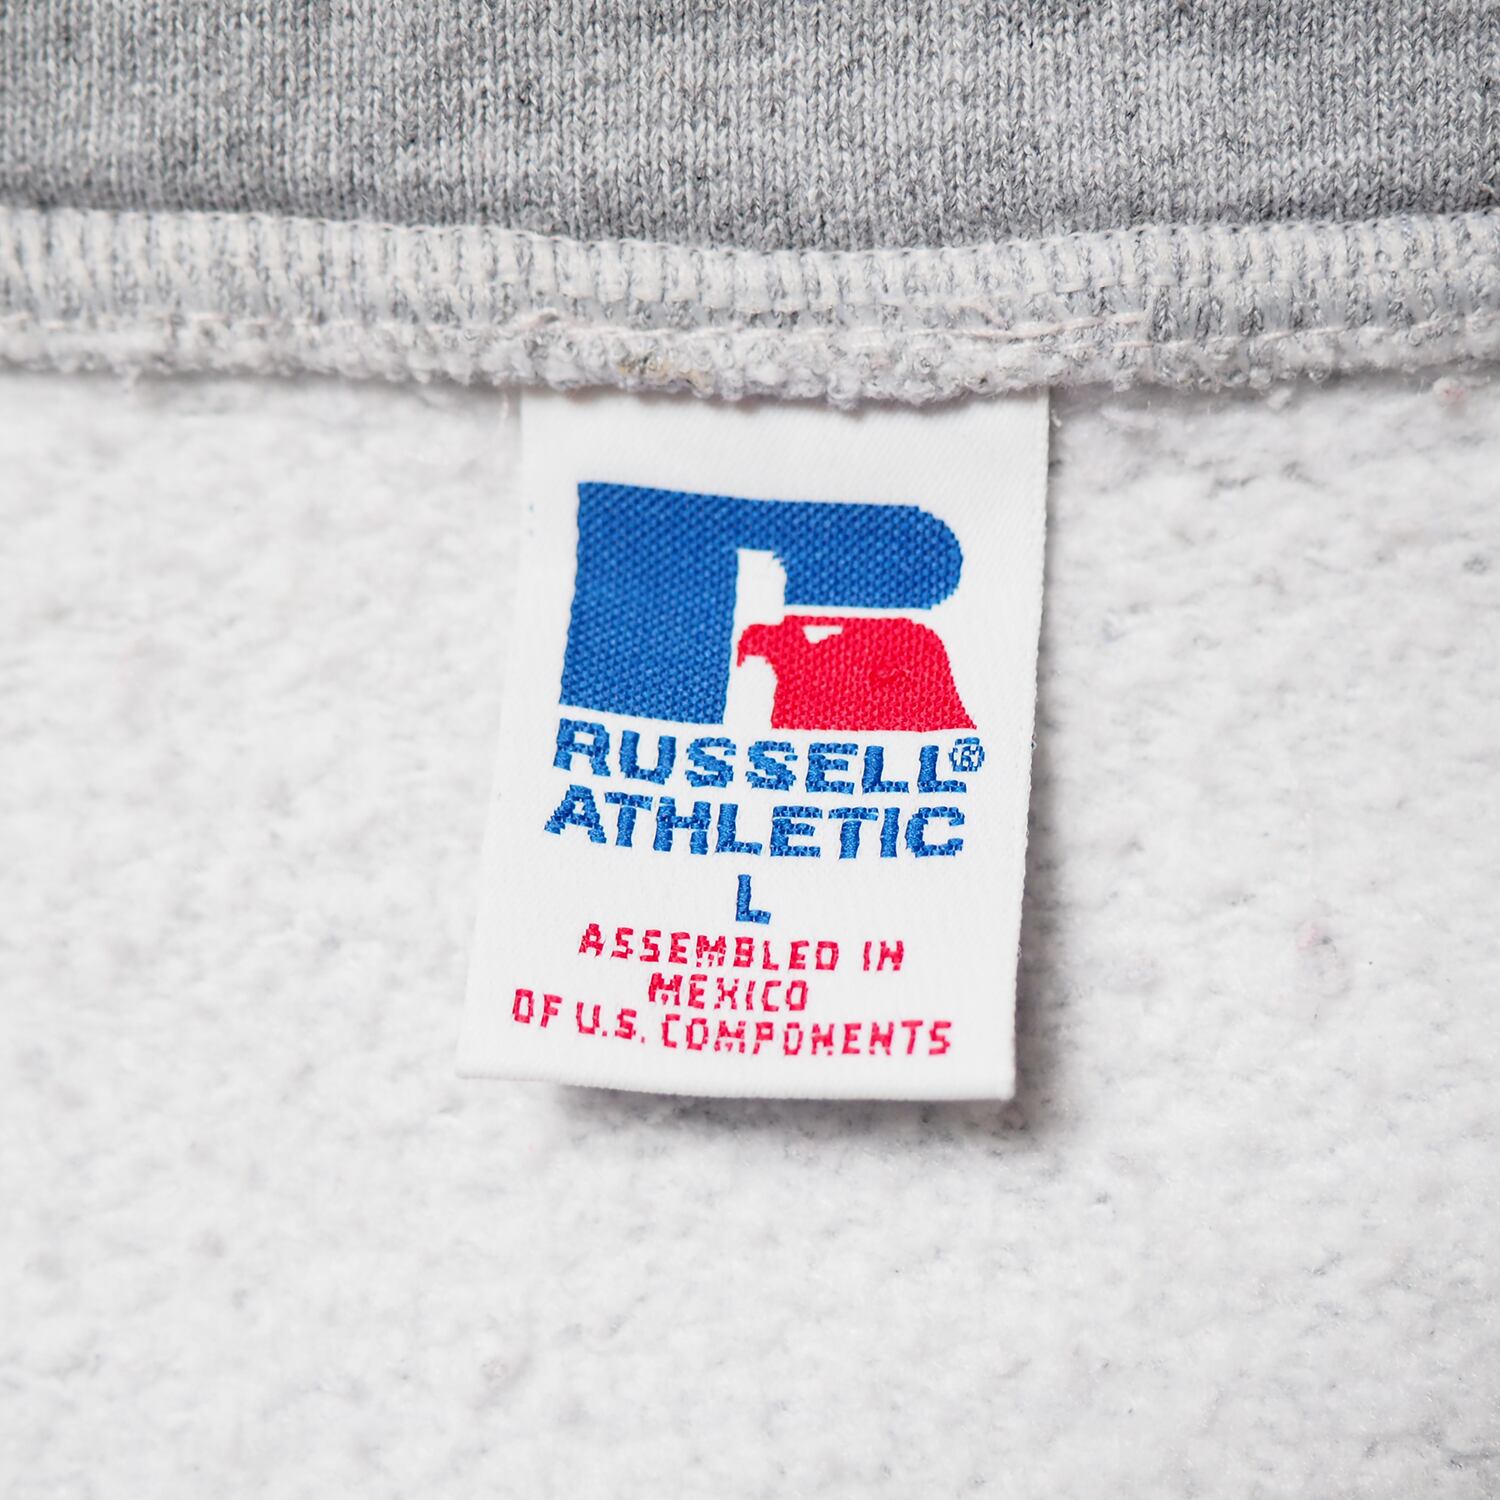 RUSSELL®
ATHLETIC
L
ASSEMBLED IN
MEXICO
OF U.S. COMPONENTS